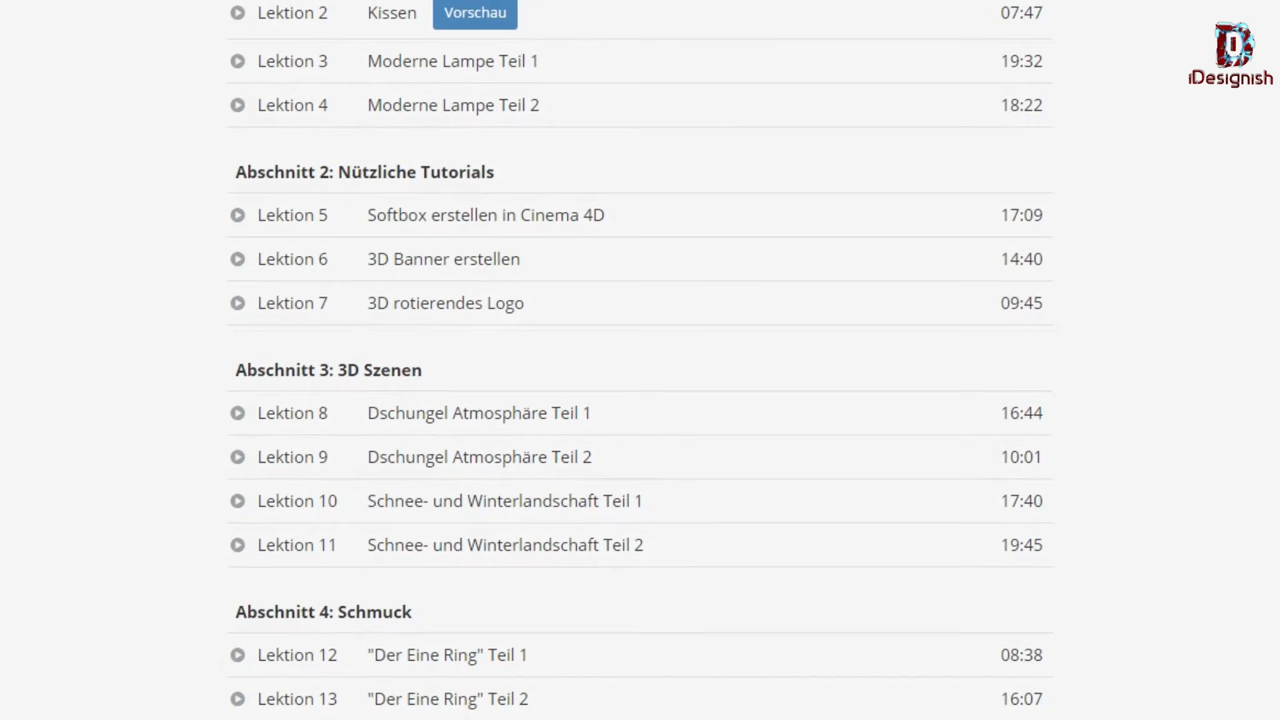 Lektion 2 Kissen Vorschau 07:47
iDesignish
Lektion 3 Moderne Lampe Teil 1 19:32
Lektion 4 Moderne Lampe Teil 2 18:22
Abschnitt 2: Nützliche Tutorials
Lektion 5 Softbox erstellen in Cinema 4D 17:09
Lektion 6 3D Banner erstellen 14:40
Lektion 7 3D rotierendes Logo 09:45
Abschnitt 3: 3D Szenen
Lektion 8 Dschungel Atmosphäre Teil 1 16:44
Lektion 9 Dschungel Atmosphäre Teil 2 10:01
Lektion 10 Schnee- und Winterlandschaft Teil 1 17:40
Lektion 11 Schnee- und Winterlandschaft Teil 2 19:45
Abschnitt 4: Schmuck
Lektion 12 "Der Eine Ring" Teil 1 08:38
Lektion 13 "Der Eine Ring" Teil 2 16:07